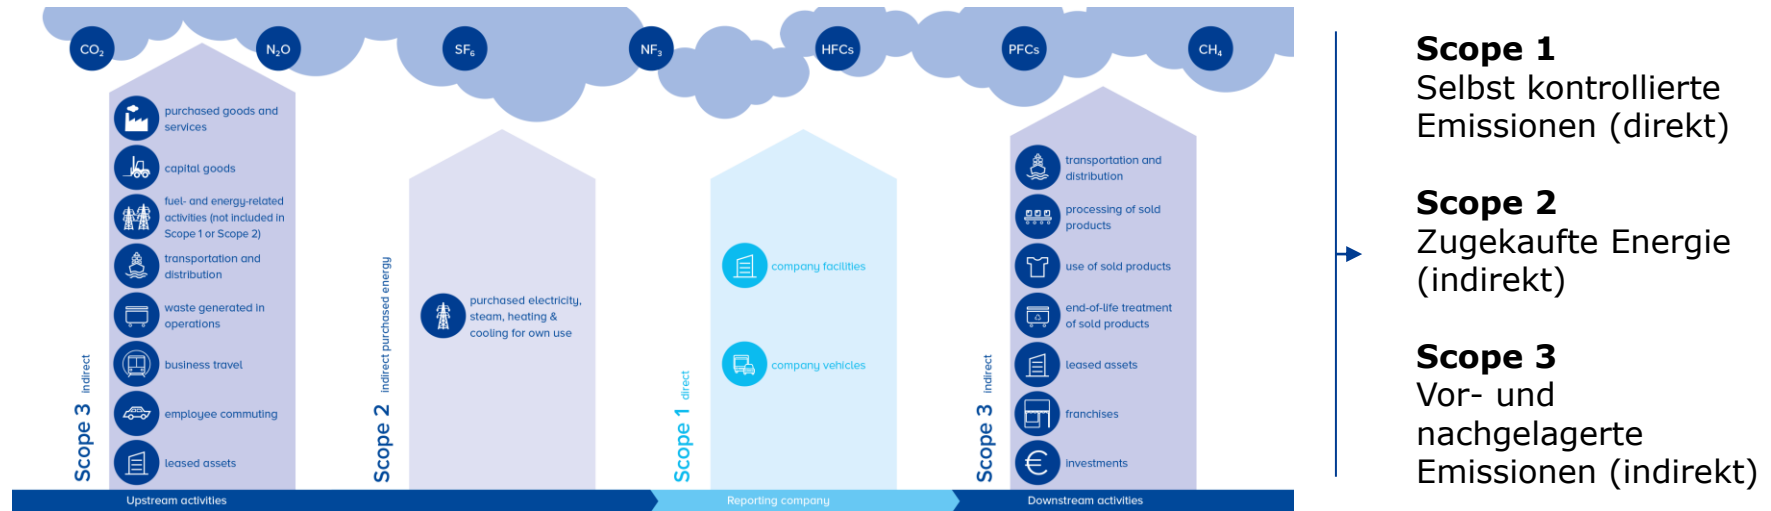 CO₂
N₂O
SF₆
NF₃
HFCs
PFCs
CH₄
Scope 3 indirect
purchased goods and
services
capital goods
fuel- and energy-related
activities (not included in
Scope 1 or Scope 2)
transportation and
distribution
waste generated in
operations
business travel
employee commuting
leased assets
Scope 2 indirect purchased energy
purchased electricity,
steam, heating &
cooling for own use
Scope 1 direct
company facilities
company vehicles
Scope 3 indirect
transportation and
distribution
processing of sold
products
use of sold products
end-of-life treatment
of sold products
leased assets
franchises
investments
Upstream activities
Reporting company
Downstream activities
Scope 1
Selbst kontrollierte
Emissionen (direkt)
Scope 2
Zugekaufte Energie
(indirekt)
Scope 3
Vor- und
nachgelagerte
Emissionen (indirekt)